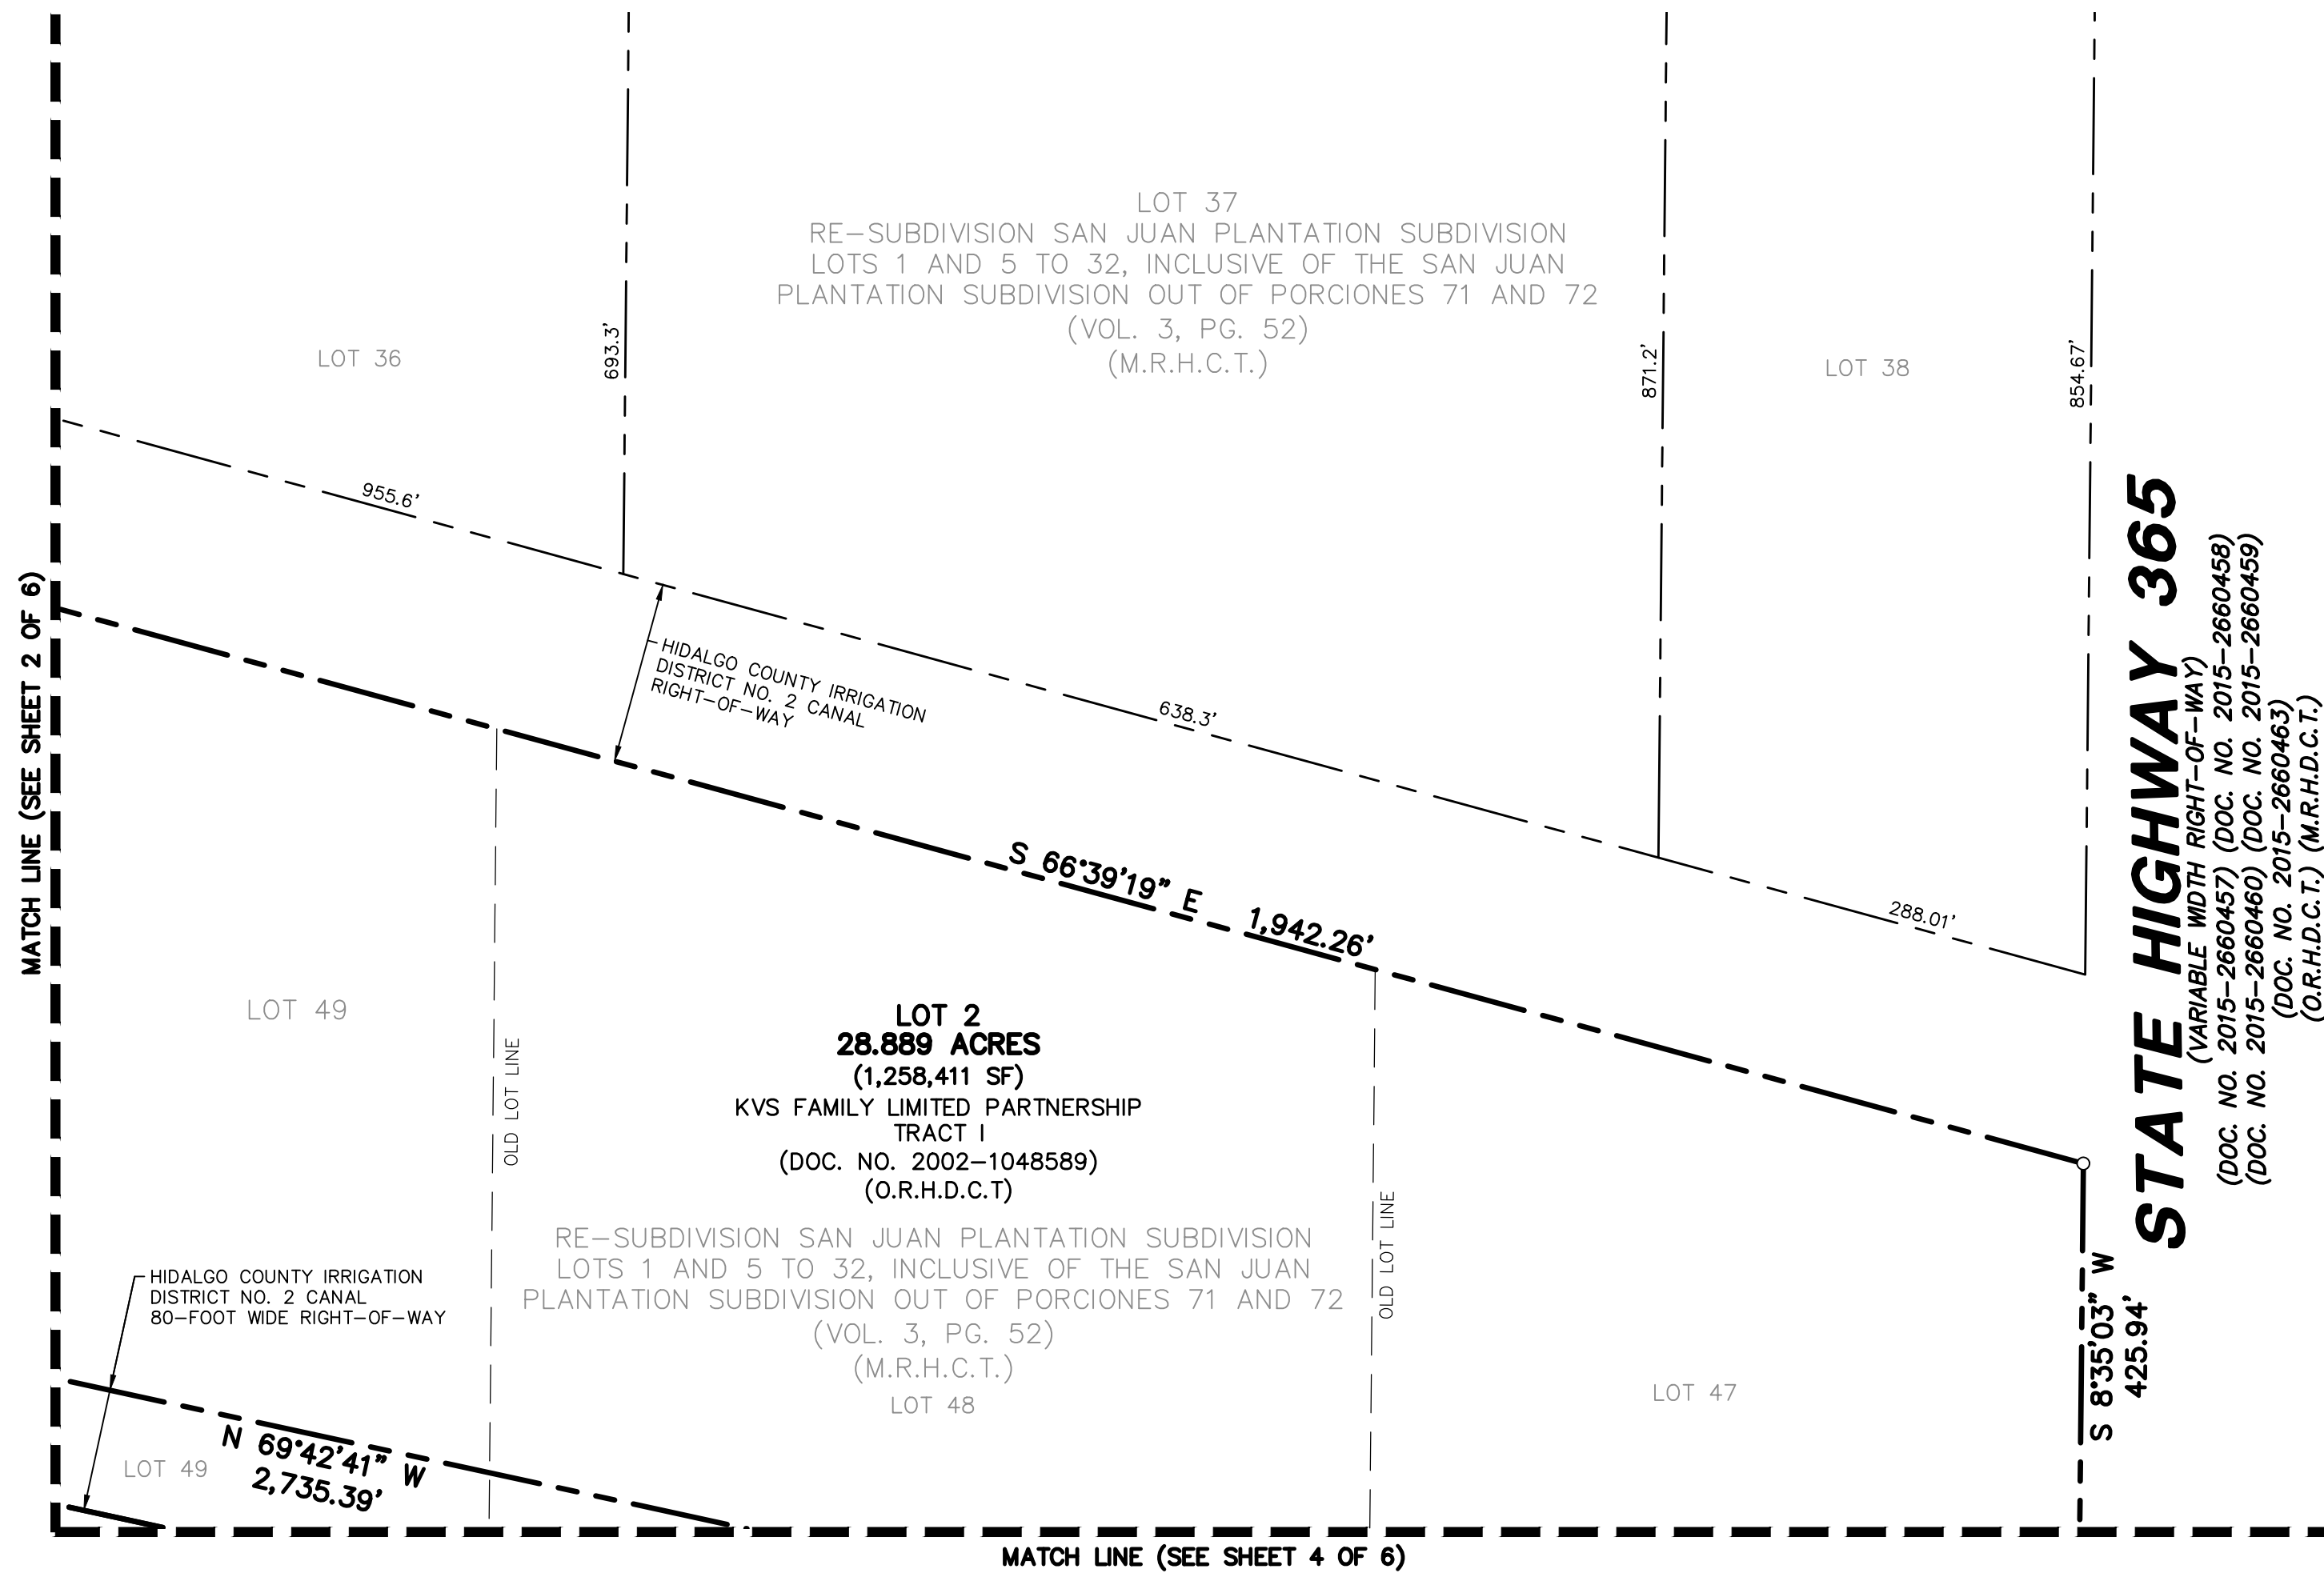 LOT 37
RE-SUBDIVISION SAN JUAN PLANTATION SUBDIVISION
LOTS 1 AND 5 TO 32, INCLUSIVE OF THE SAN JUAN
PLANTATION SUBDIVISION OUT OF PORCIONES 71 AND 72
(VOL. 3, PG. 52)
(M.R.H.C.T.)
LOT 36
693.3'
871.2'
LOT 38
854.67'
955.6'
HIDALGO COUNTY IRRIGATION
DISTRICT NO. 2 CANAL
RIGHT-OF-WAY
638.3'
288.01'
MATCH LINE (SEE SHEET 2 OF 6)
S 66°39'19" E 1,942.26'
STATE HIGHWAY 365
(VARIABLE WIDTH RIGHT-OF-WAY)
(DOC. NO. 2015-2660457) (DOC. NO. 2015-2660458)
(DOC. NO. 2015-2660460) (DOC. NO. 2015-2660459)
(DOC. NO. 2015-2660463)
(O.R.H.D.C.T.) (M.R.H.D.C.T.)
LOT 49
OLD LOT LINE
LOT 2
28.889 ACRES
(1,258,411 SF)
KVS FAMILY LIMITED PARTNERSHIP
TRACT I
(DOC. NO. 2002-1048589)
(O.R.H.D.C.T)
RE-SUBDIVISION SAN JUAN PLANTATION SUBDIVISION
LOTS 1 AND 5 TO 32, INCLUSIVE OF THE SAN JUAN
PLANTATION SUBDIVISION OUT OF PORCIONES 71 AND 72
(VOL. 3, PG. 52)
(M.R.H.C.T.)
LOT 48
OLD LOT LINE
LOT 47
S 8°35'03" W
425.94'
HIDALGO COUNTY IRRIGATION
DISTRICT NO. 2 CANAL
80-FOOT WIDE RIGHT-OF-WAY
N 69°42'41" W
2,735.39'
LOT 49
MATCH LINE (SEE SHEET 4 OF 6)